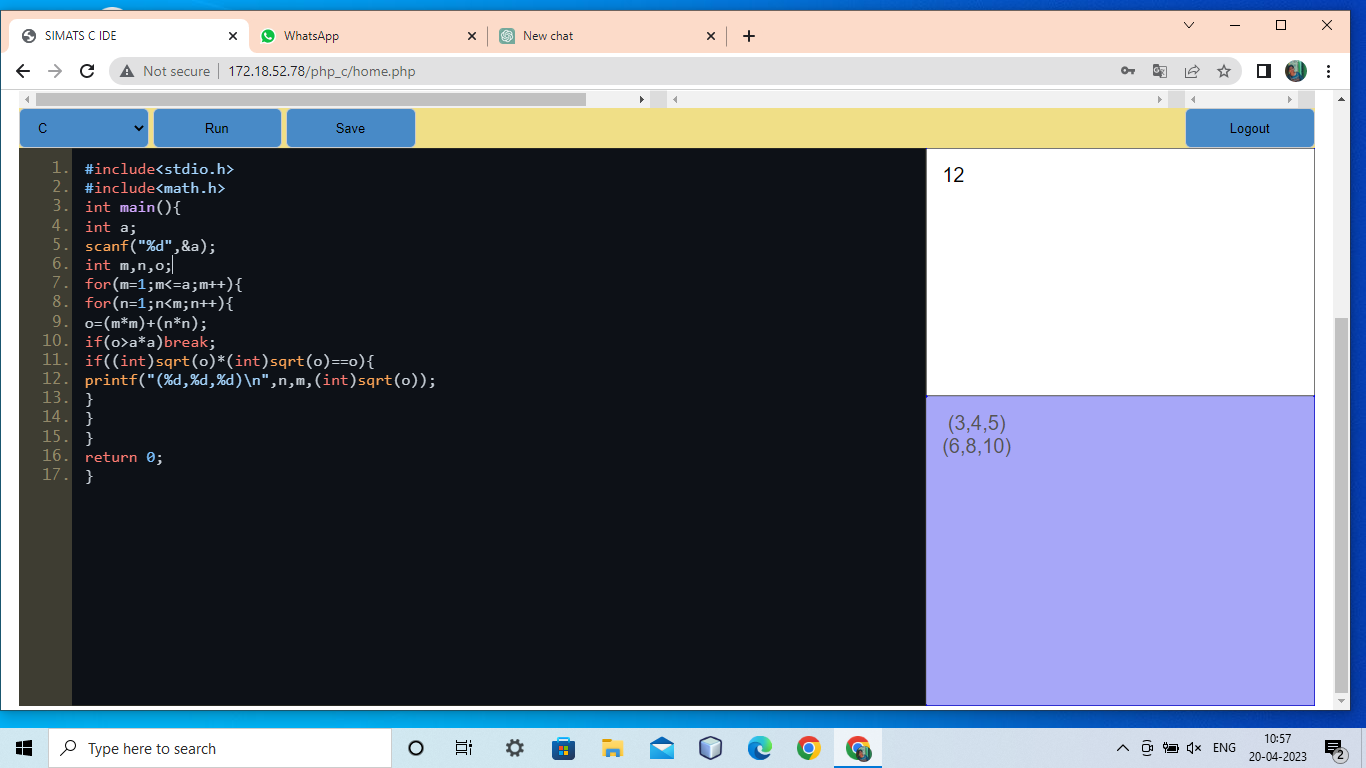 SIMATS C IDE
WhatsApp
New chat
Not secure
172.18.52.78/php_c/home.php
C
Run
Save
Logout
1. #include<stdio.h>
2. #include<math.h>
3. int main(){
4. int a;
5. scanf("%d",&a);
6. int m,n,o;
7. for(m=1;m<=a;m++){
8. for(n=1;n<m;n++){
9. o=(m*m)+(n*n);
10. if(o>a*a)break;
11. if((int)sqrt(o)*(int)sqrt(o)==o){
12. printf("(%d,%d,%d)\n",n,m,(int)sqrt(o));
13. }
14. }
15. }
16. return 0;
17. }
12
(3,4,5)
(6,8,10)
Type here to search
ENG
10:57
20-04-2023
2